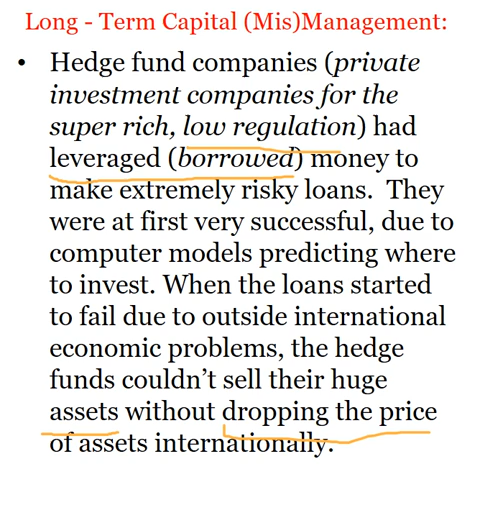 Long - Term Capital (Mis)Management:
• Hedge fund companies (private
investment companies for the
super rich, low regulation) had
leveraged (borrowed) money to
make extremely risky loans. They
were at first very successful, due to
computer models predicting where
to invest. When the loans started
to fail due to outside international
economic problems, the hedge
funds couldn't sell their huge
assets without dropping the price
of assets internationally.